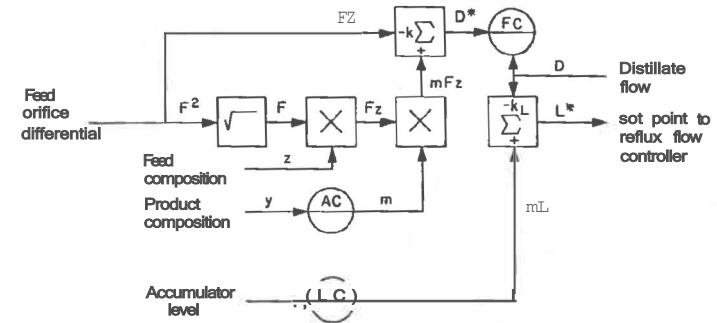 FZ
D*
FC
-k∑
+
D
Distillate
flow
mFz
Feed
orifice
differential
F²
√
F
×
Fz
×
-kL
∑
+
L*
sot point to
reflux flow
controller
Feed
composition
z
Product
composition
y
AC
m
mL
Accumulator
level
(LC)